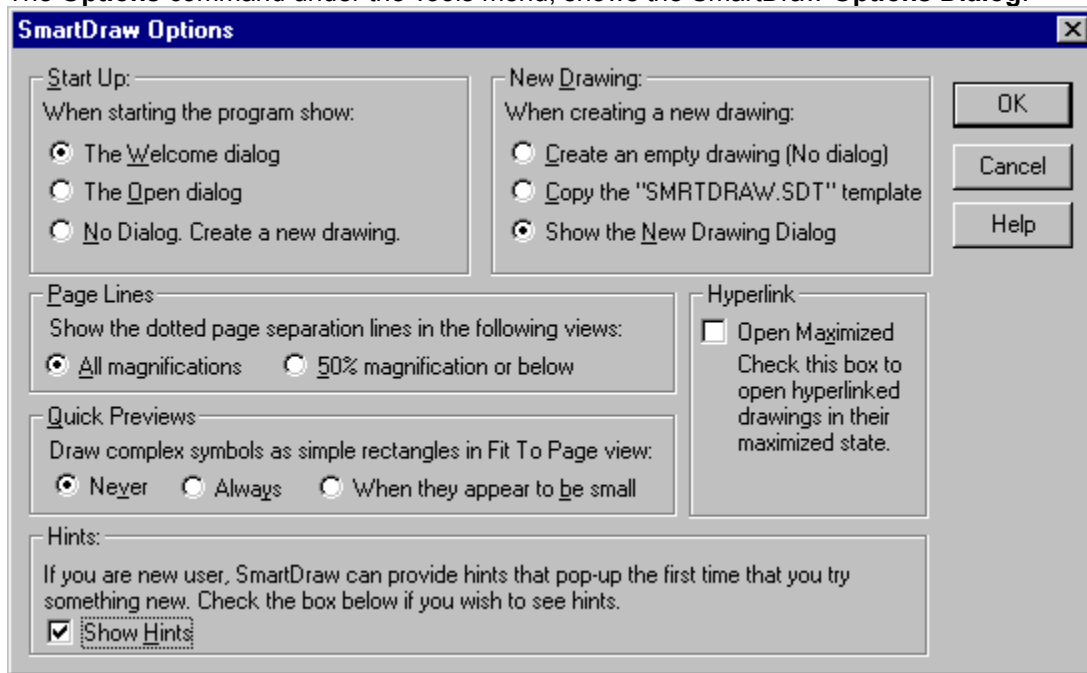 The Options command under the Tools menu, shows the SmartDraw Options Dialog:
SmartDraw Options
Start Up:
When starting the program show:
The Welcome dialog
The Open dialog
No Dialog. Create a new drawing.
New Drawing:
When creating a new drawing:
Create an empty drawing (No dialog)
Copy the "SMRTDRAW.SDT" template
Show the New Drawing Dialog
OK
Cancel
Help
Page Lines
Show the dotted page separation lines in the following views:
All magnifications 50% magnification or below
Quick Previews
Draw complex symbols as simple rectangles in Fit To Page view:
Never Always When they appear to be small
Hyperlink
Open Maximized
Check this box to
open hyperlinked
drawings in their
maximized state.
Hints:
If you are new user, SmartDraw can provide hints that pop-up the first time that you try
something new. Check the box below if you wish to see hints.
Show Hints